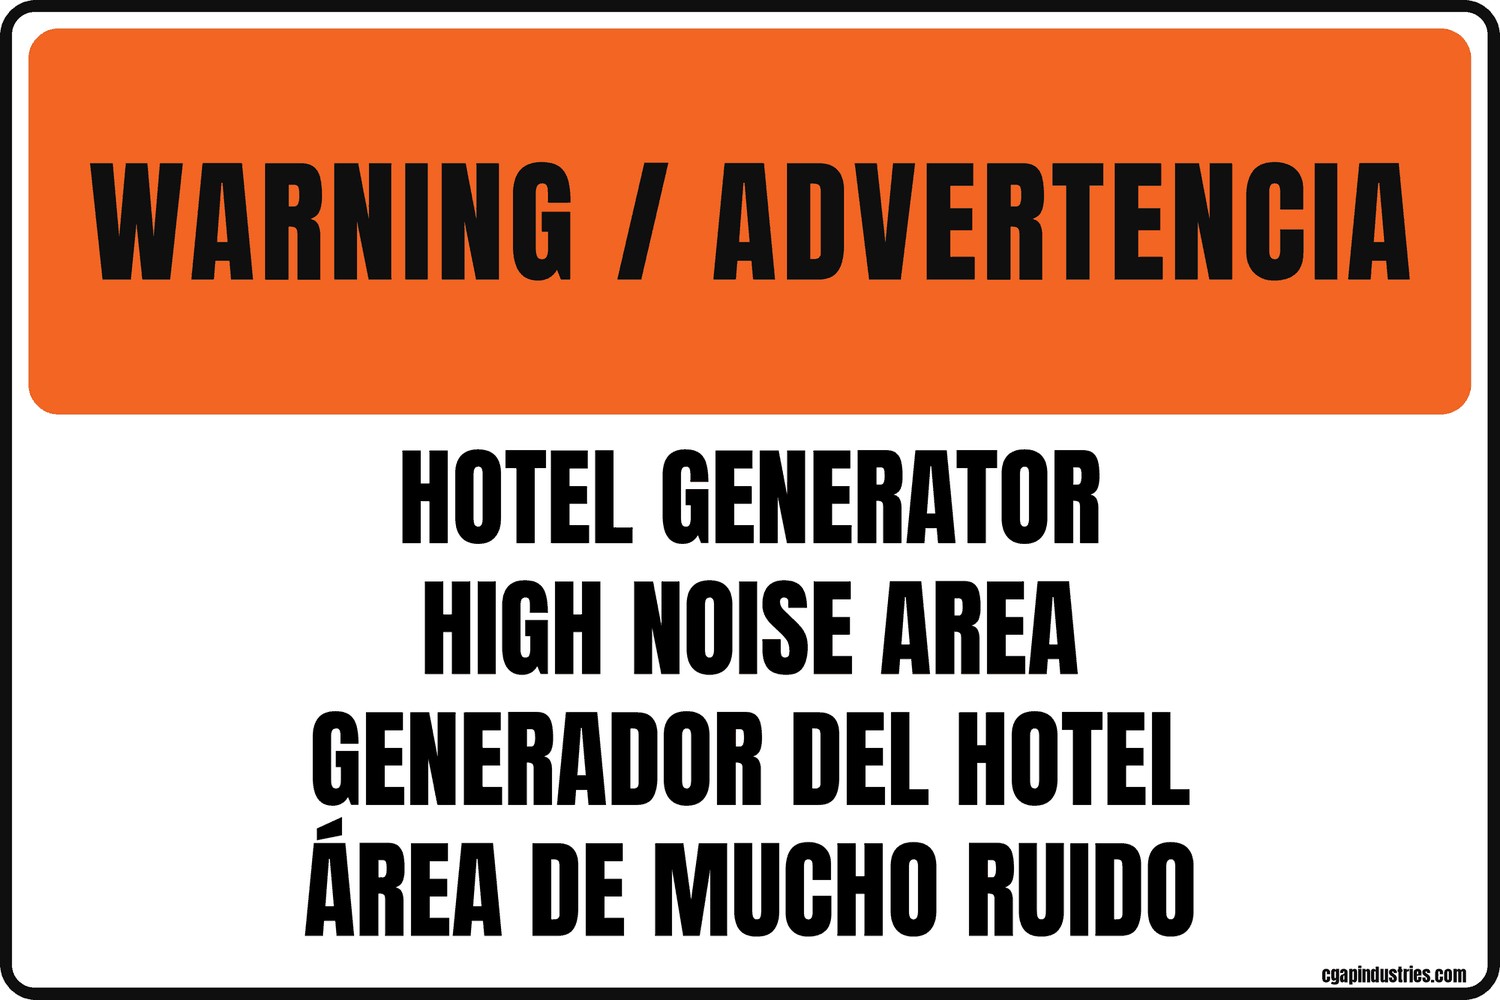 WARNING / ADVERTENCIA
HOTEL GENERATOR
HIGH NOISE AREA
GENERADOR DEL HOTEL
ÁREA DE MUCHO RUIDO
cgapindustries.com